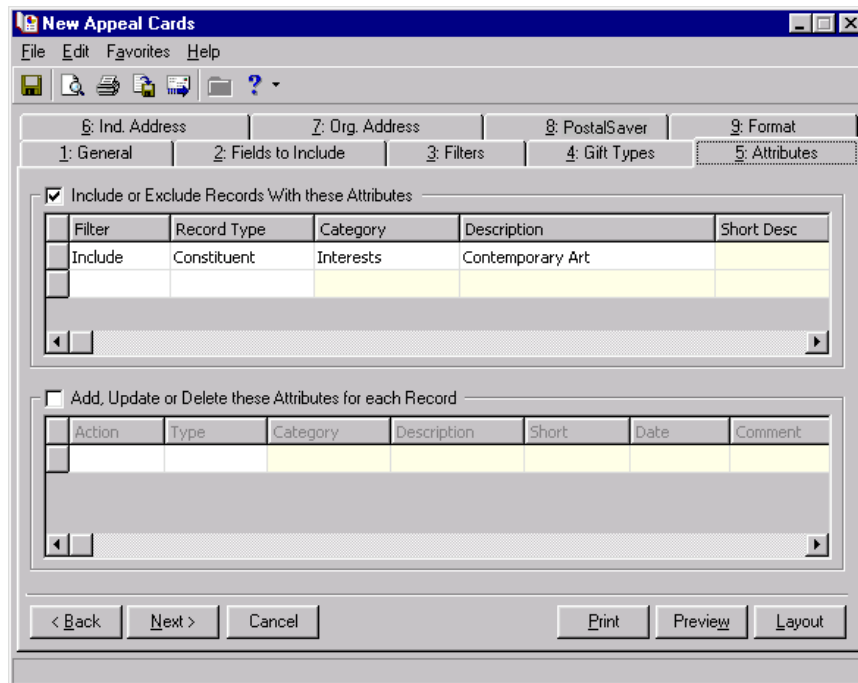 New Appeal Cards
File Edit Favorites Help
?
6: Ind. Address 7: Org. Address 8: PostalSaver 9: Format
1: General 2: Fields to Include 3: Filters 4: Gift Types 5: Attributes
Include or Exclude Records With these Attributes
Filter Record Type Category Description Short Desc
Include Constituent Interests Contemporary Art
Add, Update or Delete these Attributes for each Record
Action Type Category Description Short Date Comment
< Back Next > Cancel Print Preview Layout